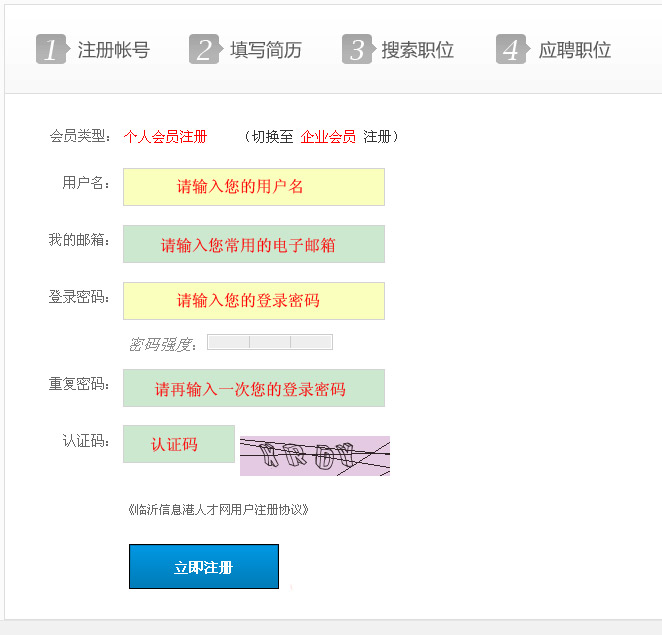 1 注册帐号 2 填写简历 3 搜索职位 4 应聘职位
会员类型： 个人会员注册 （切换至 企业会员 注册）
用户名： 请输入您的用户名
我的邮箱： 请输入您常用的电子邮箱
登录密码： 请输入您的登录密码
密码强度：
重复密码： 请再输入一次您的登录密码
认证码： 认证码
《临沂信息港人才网用户注册协议》
立即注册